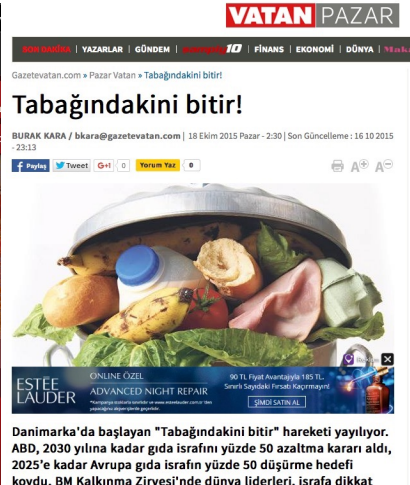 VATAN PAZAR
SON DAKİKA | YAZARLAR | GÜNDEM | 10 | FİNANS | EKONOMİ | DÜNYA |
Gazetevatan.com » Pazar Vatan » Tabağındakini bitir!
Tabağındakini bitir!
BURAK KARA / bkara@gazetevatan.com | 18 Ekim 2015 Pazar - 2:30 | Son Güncelleme : 16 10 2015
- 23:13
f Paylaş Tweet G+1 0 Yorum Yaz 0 A+ A-
ESTĒE
LAUDER
ONLINE ÖZEL
ADVANCED NIGHT REPAIR
90 TL Fiyat Avantajıyla 185 TL.
Sınırlı Sayıdaki Fırsatı Kaçırmayın!
ŞİMDİ SATIN AL
Danimarka'da başlayan "Tabağındakini bitir" hareketi yayılıyor.
ABD, 2030 yılına kadar gıda israfını yüzde 50 azaltma kararı aldı,
2025'e kadar Avrupa gıda israfın yüzde 50 düşürme hedefi
koydu. BM Kalkınma Zirvesi'nde dünya liderleri, israfa dikkat